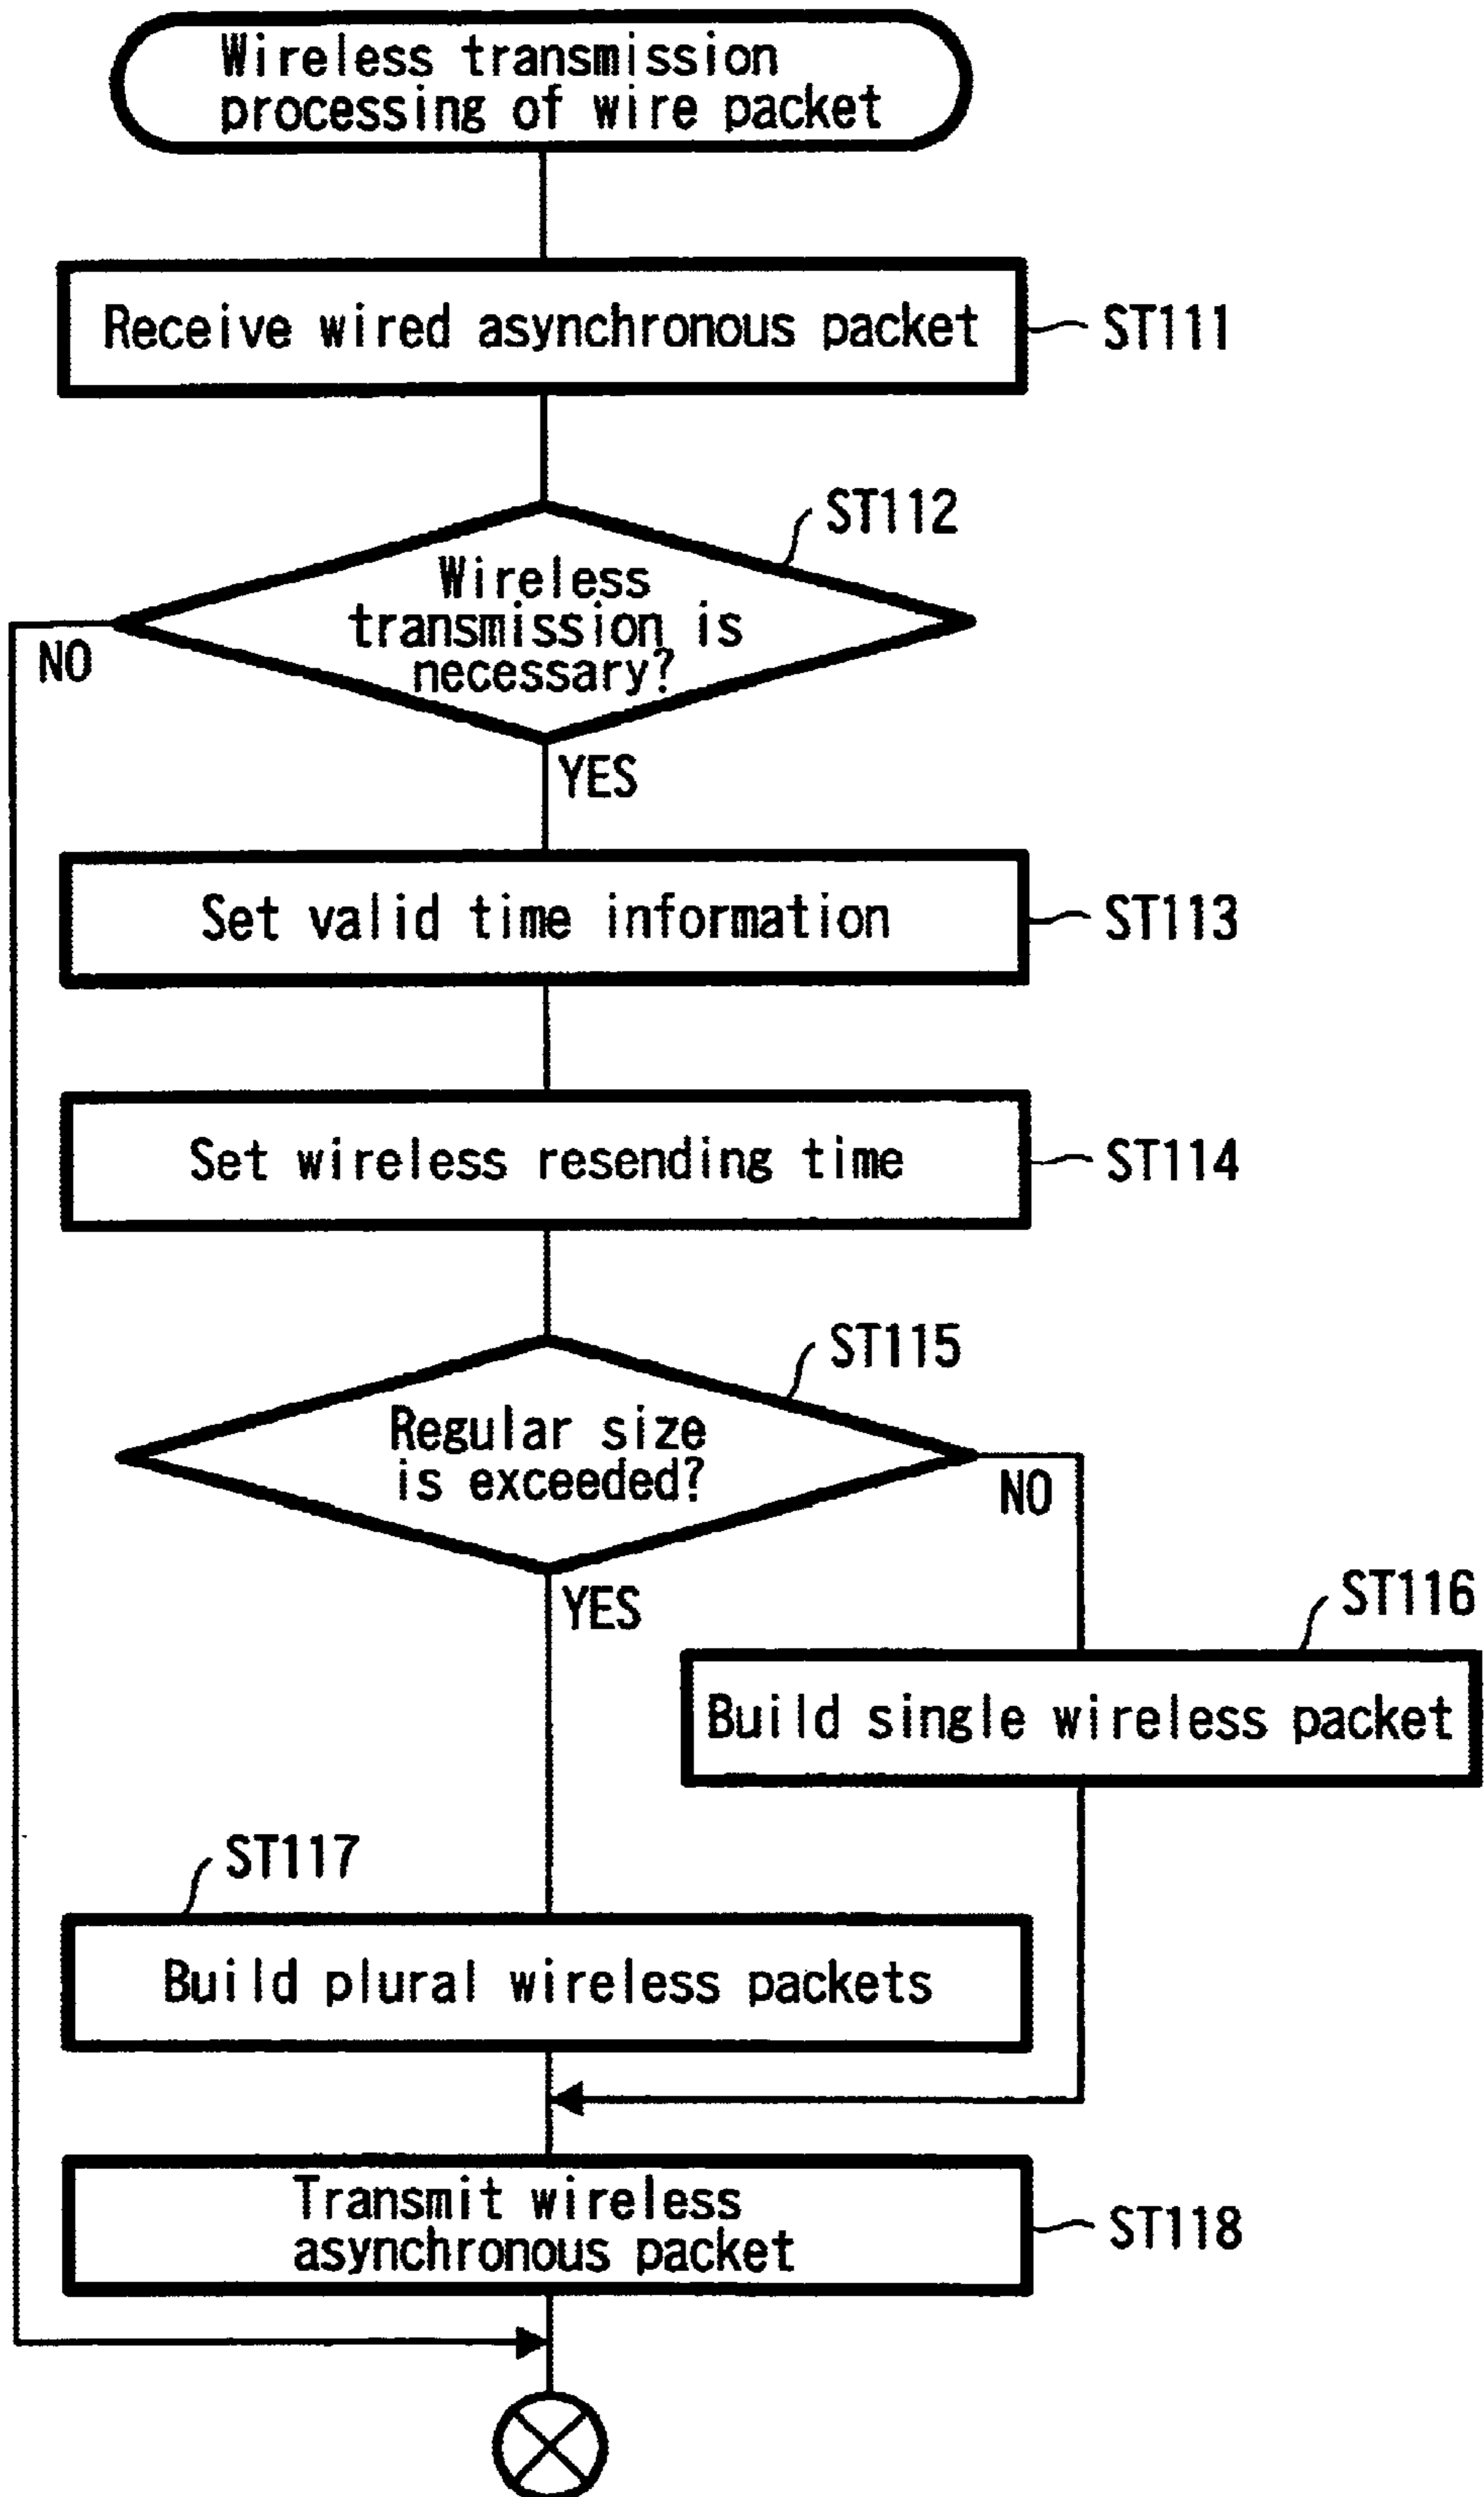 Wireless transmission
processing of wire packet
Receive wired asynchronous packet
ST111
ST112
Wireless
transmission is
necessary?
NO
YES
Set valid time information
ST113
Set wireless resending time
ST114
ST115
Regular size
is exceeded?
NO
YES
ST116
Build single wireless packet
ST117
Build plural wireless packets
Transmit wireless
asynchronous packet
ST118